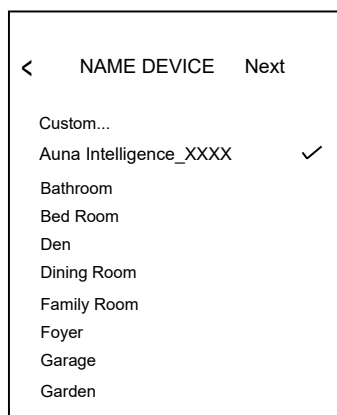 < NAME DEVICE Next
Custom...
Auna Intelligence_XXXX
Bathroom
Bed Room
Den
Dining Room
Family Room
Foyer
Garage
Garden